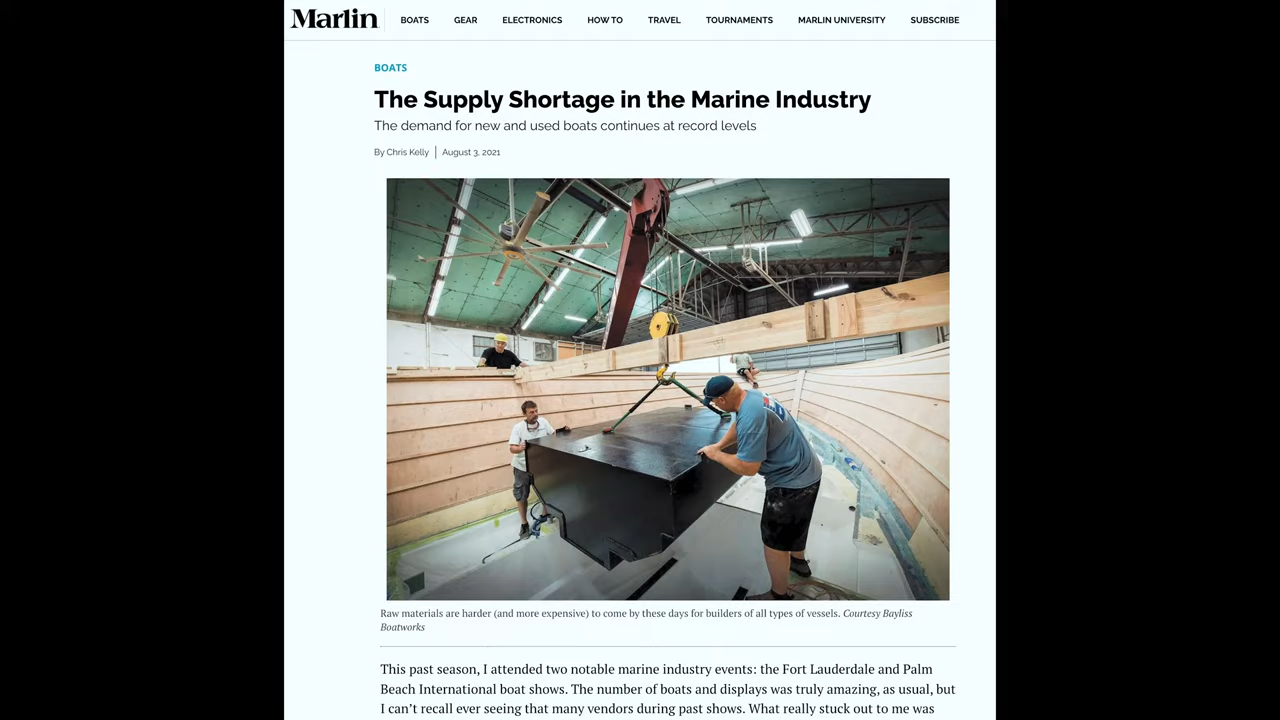 Marlin
BOATS GEAR ELECTRONICS HOW TO TRAVEL TOURNAMENTS MARLIN UNIVERSITY SUBSCRIBE
BOATS
The Supply Shortage in the Marine Industry
The demand for new and used boats continues at record levels
By Chris Kelly | August 3, 2021
Raw materials are harder (and more expensive) to come by these days for builders of all types of vessels. Courtesy Bayliss
Boatworks
This past season, I attended two notable marine industry events: the Fort Lauderdale and Palm
Beach International boat shows. The number of boats and displays was truly amazing, as usual, but
I can’t recall ever seeing that many vendors during past shows. What really stuck out to me was